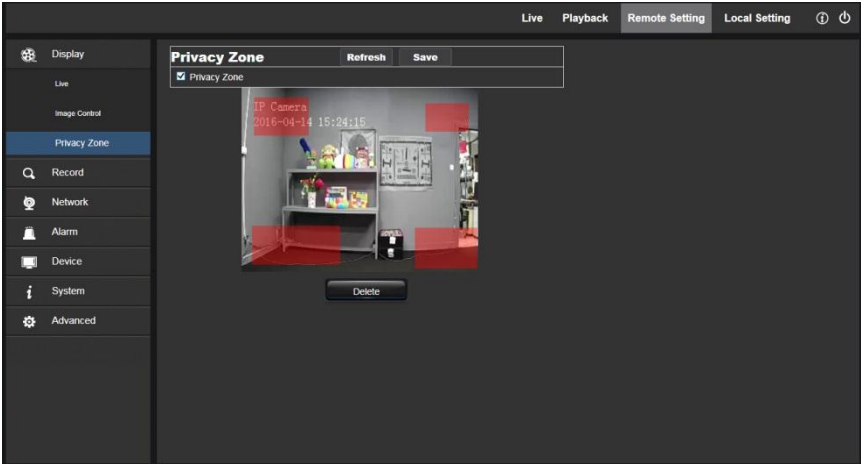 Live Playback Remote Setting Local Setting
Display
Live
Image Control
Privacy Zone
Record
Network
Alarm
Device
System
Advanced
Privacy Zone Refresh Save
Privacy Zone
IP Camera
2016-04-14 15:24:15
Delete